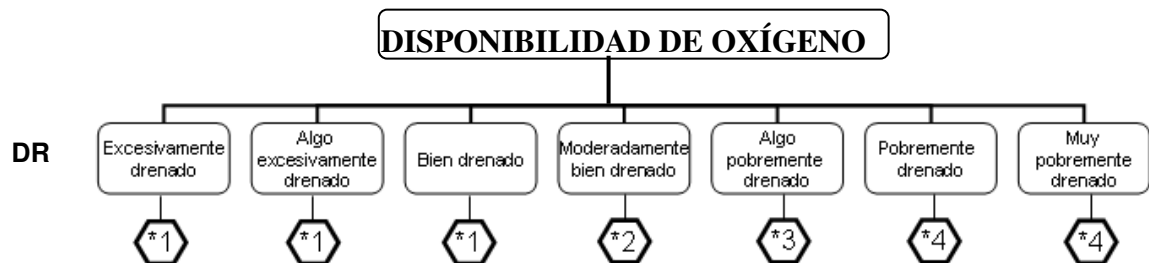 DISPONIBILIDAD DE OXÍGENO
DR
Excesivamente
drenado
Algo
excesivamente
drenado
Bien drenado
Moderadamente
bien drenado
Algo
pobremente
drenado
Pobremente
drenado
Muy
pobremente
drenado
*1
*1
*1
*2
*3
*4
*4